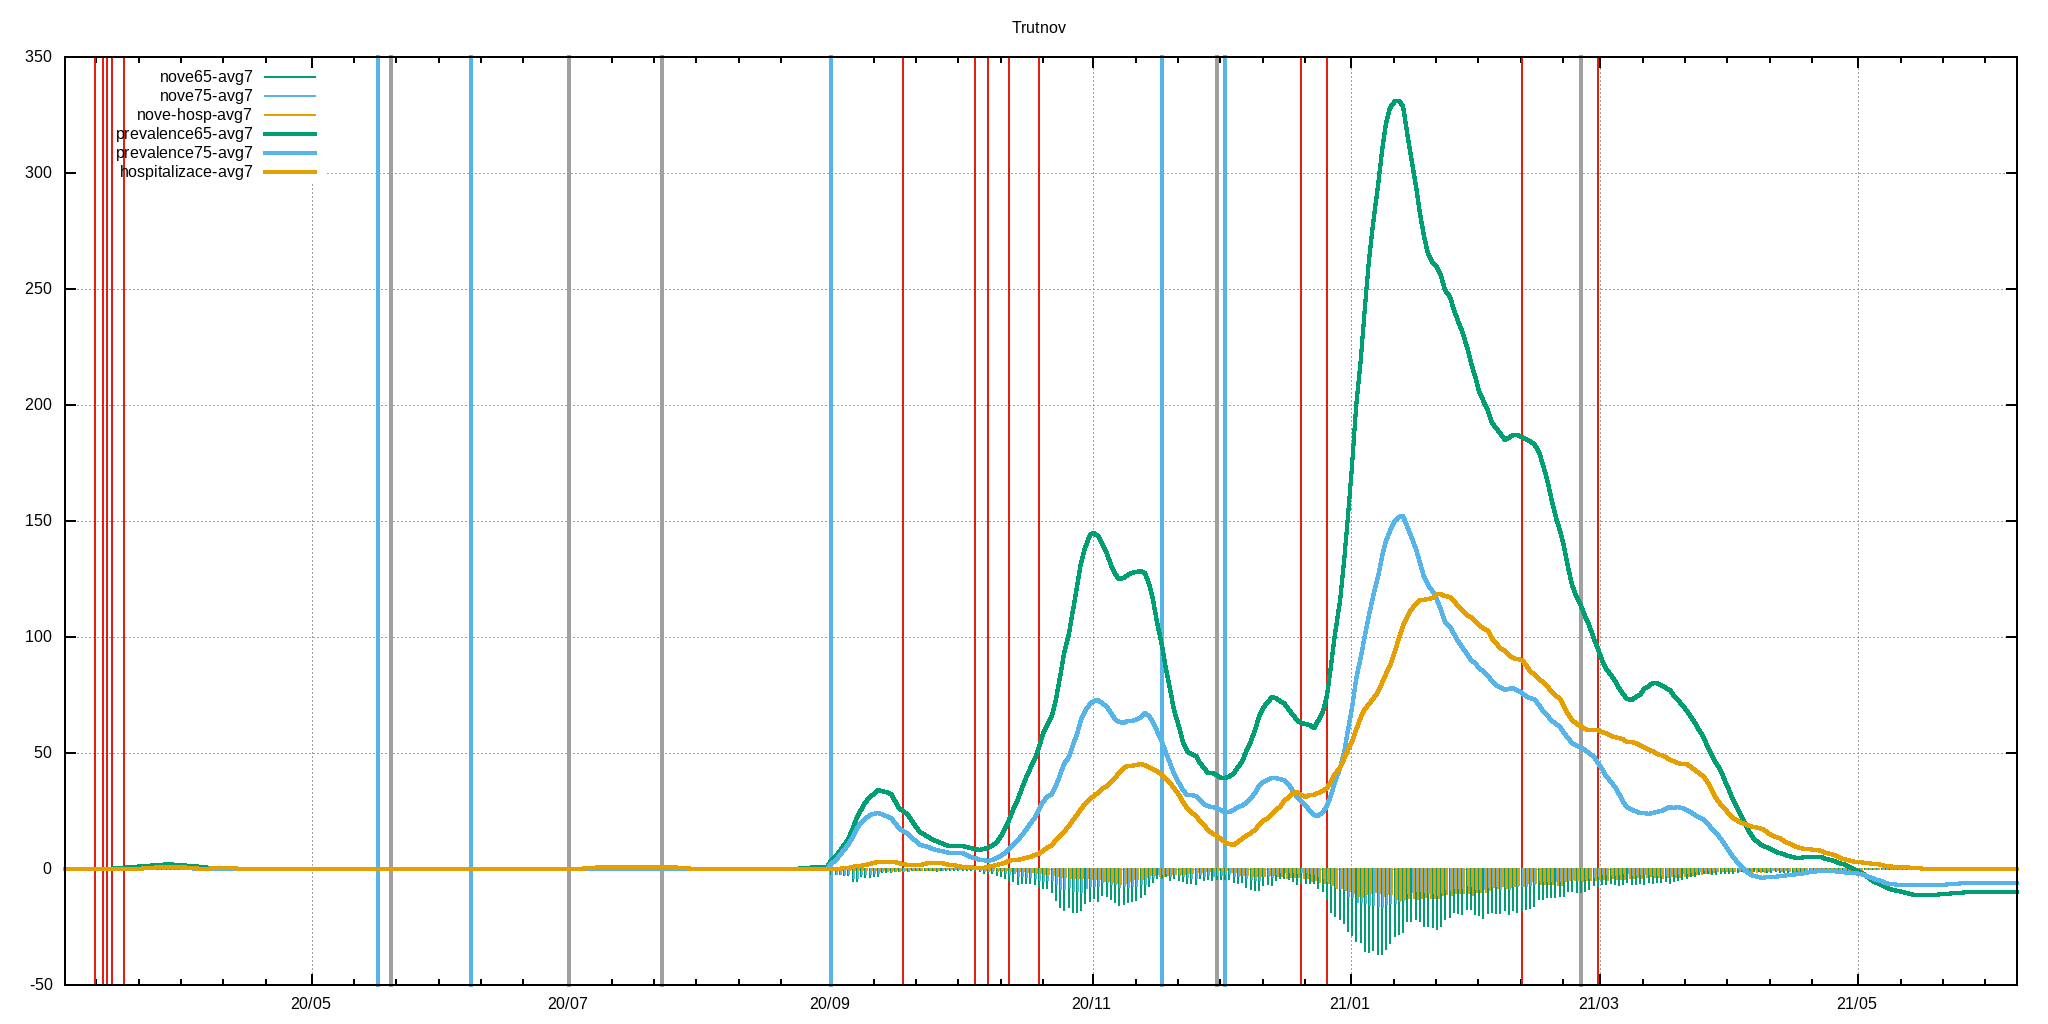 Trutnov
350
300
250
200
150
100
50
0
-50
nove65-avg7
nove75-avg7
nove-hosp-avg7
prevalence65-avg7
prevalence75-avg7
hospitalizace-avg7
20/05 20/07 20/09 20/11 21/01 21/03 21/05